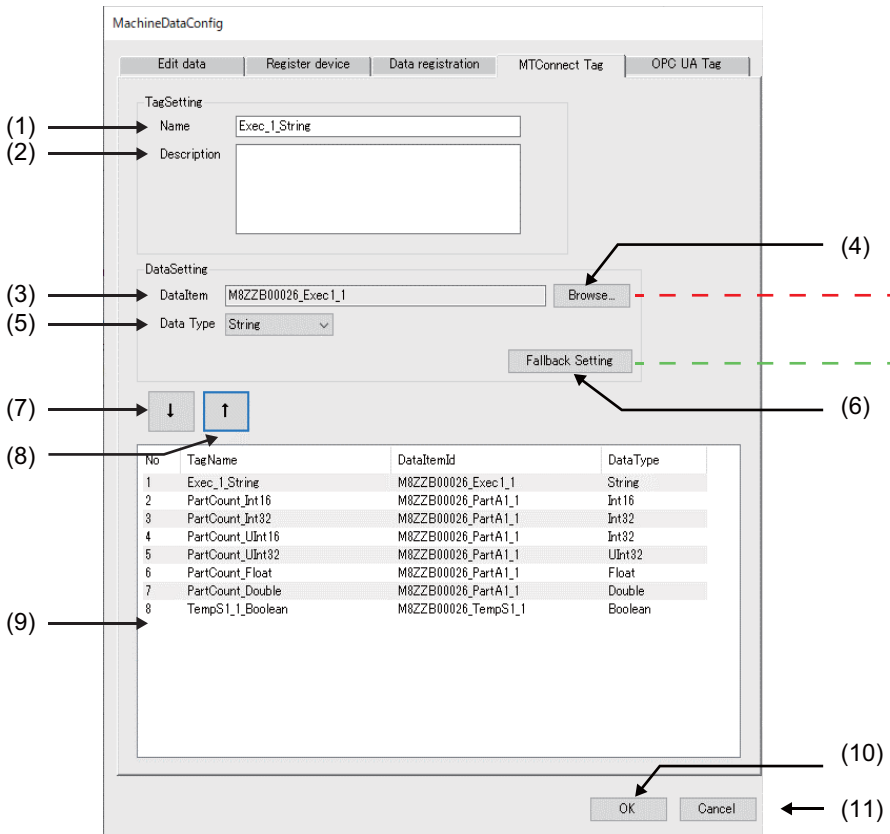 MachineDataConfig
Edit data Register device Data registration MTConnect Tag OPC UA Tag
TagSetting
(1) Name Exec_1_String
(2) Description
(4)
DataSetting
(3) DataItem M8ZZB00026_Exec1_1 Browse...
(5) Data Type String
Fallback Setting
(7) ↓ ↑ (6)
(8)
No TagName DataItemId DataType
1 Exec_1_String M8ZZB00026_Exec1_1 String
2 PartCount_Int16 M8ZZB00026_PartA1_1 Int16
3 PartCount_Int32 M8ZZB00026_PartA1_1 Int32
4 PartCount_UInt16 M8ZZB00026_PartA1_1 Int32
5 PartCount_UInt32 M8ZZB00026_PartA1_1 UInt32
6 PartCount_Float M8ZZB00026_PartA1_1 Float
7 PartCount_Double M8ZZB00026_PartA1_1 Double
8 TempS1_1_Boolean M8ZZB00026_TempS1_1 Boolean
(9)
(10)
OK Cancel (11)